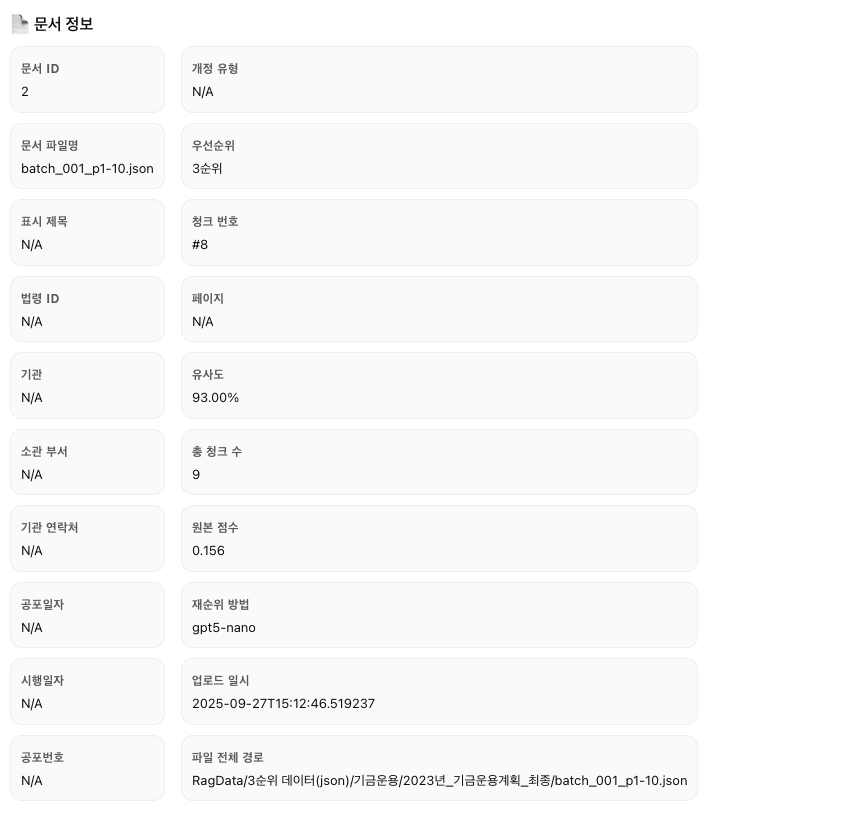 문서 정보
문서 ID
2
개정 유형
N/A
문서 파일명
batch_001_p1-10.json
우선순위
3순위
표시 제목
N/A
청크 번호
#8
법령 ID
N/A
페이지
N/A
기관
N/A
유사도
93.00%
소관 부서
N/A
총 청크 수
9
기관 연락처
N/A
원본 점수
0.156
공포일자
N/A
재순위 방법
gpt5-nano
시행일자
N/A
업로드 일시
2025-09-27T15:12:46.519237
공포번호
N/A
파일 전체 경로
RagData/3순위 데이터(json)/기금운용/2023년_기금운용계획_최종/batch_001_p1-10.json